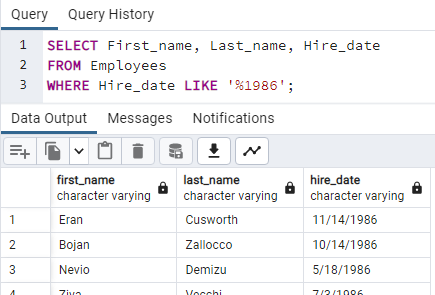 Query Query History
1 SELECT First_name, Last_name, Hire_date
2 FROM Employees
3 WHERE Hire_date LIKE '%1986';
Data Output Messages Notifications
first_name last_name hire_date
character varying character varying character varying
1 Eran Cusworth 11/14/1986
2 Bojan Zallocco 10/14/1986
3 Nevio Demizu 5/18/1986
4 Ziva Vecchi 7/3/1986